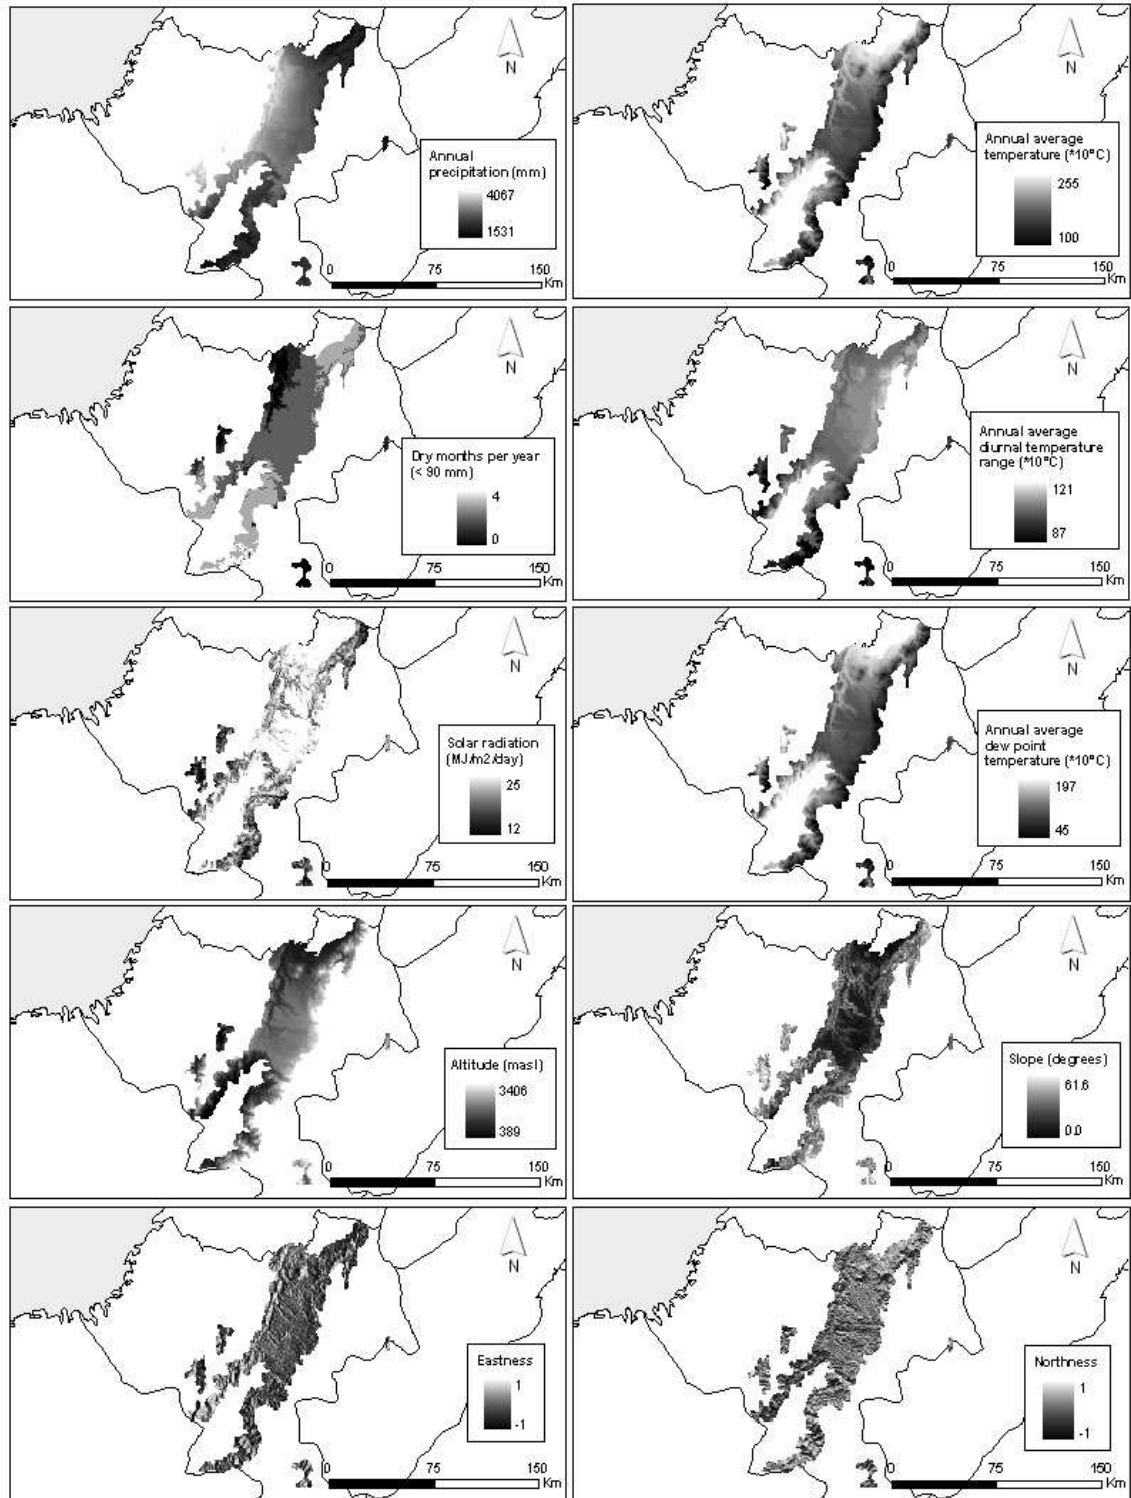 N
Annual
precipitation (mm)
4067
1531
0 75 150
Km
N
Annual average
temperature (*10ºC)
255
100
0 75 150
Km
N
Dry months per year
(< 90 mm)
4
0
0 75 150
Km
N
Annual average
diurnal temperature
range (*10ºC)
121
87
0 75 150
Km
N
Solar radiation
(MJ/m2/day)
25
12
0 75 150
Km
N
Annual average
dew point
temperature (*10ºC)
197
45
0 75 150
Km
N
Altitude (masl)
3406
389
0 75 150
Km
N
Slope (degrees)
61.6
0.0
0 75 150
Km
N
Eastness
1
-1
0 75 150
Km
N
Northness
1
-1
0 75 150
Km